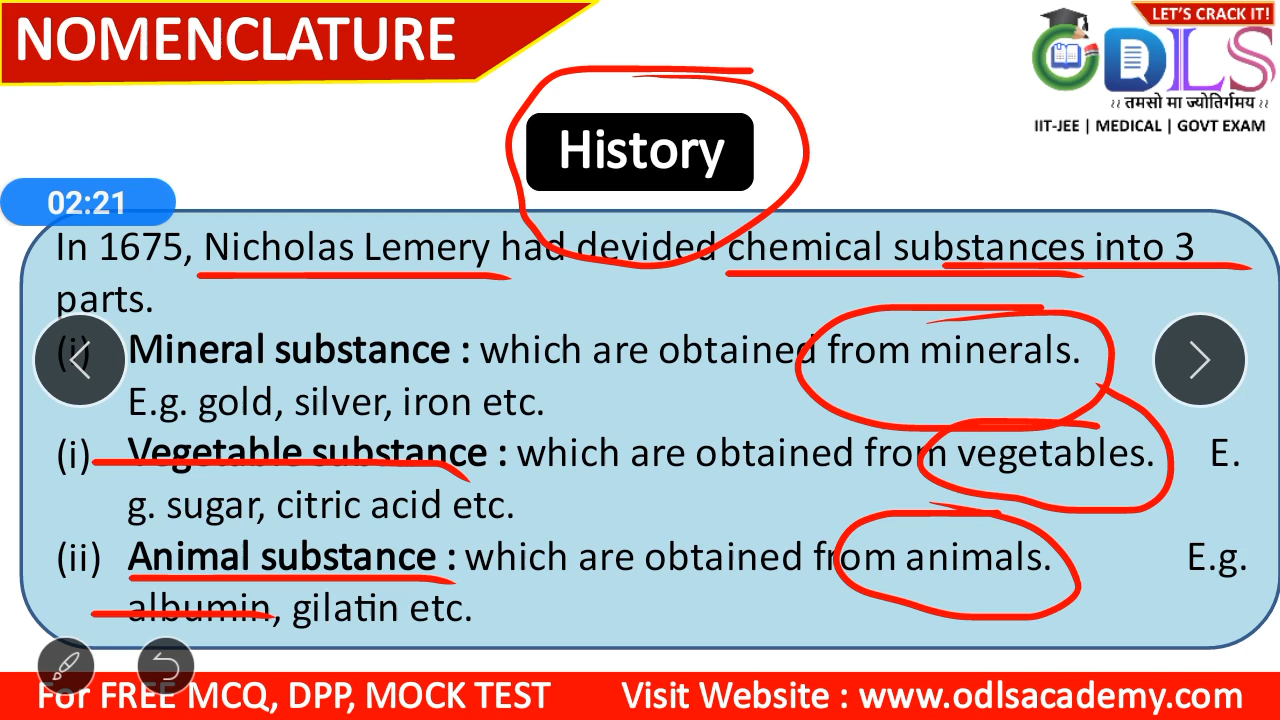 NOMENCLATURE
LET'S CRACK IT!
ODLS
।। तमसो मा ज्योतिर्गमय ।।
IIT-JEE | MEDICAL | GOVT EXAM
History
02:21
In 1675, Nicholas Lemery had devided chemical substances into 3
parts.
(i) Mineral substance : which are obtained from minerals.
E.g. gold, silver, iron etc.
(i) Vegetable substance : which are obtained from vegetables. E.
g. sugar, citric acid etc.
(ii) Animal substance : which are obtained from animals. E.g.
albumin, gilatin etc.
For FREE MCQ, DPP, MOCK TEST Visit Website : www.odlsacademy.com